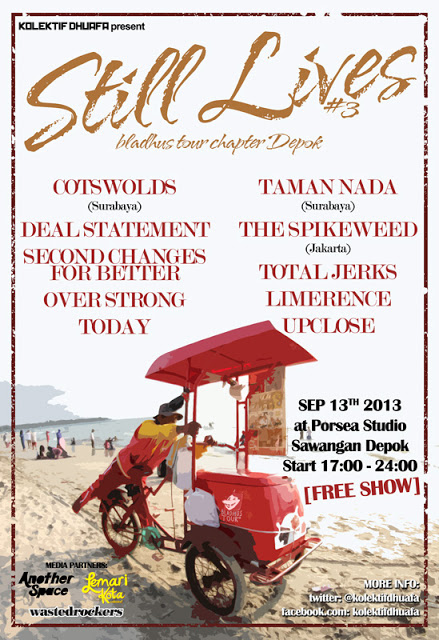 KOLEKTIF DHUAFA present
Still Lives
#3
bladhus tour chapter Depok
COTSWOLDS
(Surabaya)
DEAL STATEMENT
SECOND CHANGES
FOR BETTER
OVER STRONG
TODAY
TAMAN NADA
(Surabaya)
THE SPIKEWEED
(Jakarta)
TOTAL JERKS
LIMERENCE
UPCLOSE
SEP 13TH 2013
at Porsea Studio
Sawangan Depok
Start 17:00 - 24:00
[FREE SHOW]
BLADHUS
TOUR
MEDIA PARTNERS:
Another
Space
Lemari
Kota
wastedrockers
MORE INFO:
twitter: @kolektifdhuafa
facebook.com: kolektifdhuafa